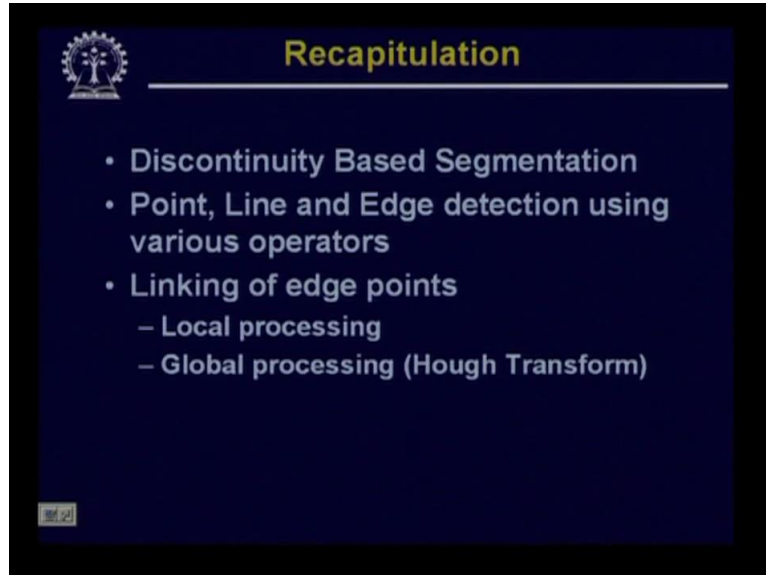 Recapitulation
• Discontinuity Based Segmentation
• Point, Line and Edge detection using
various operators
• Linking of edge points
– Local processing
– Global processing (Hough Transform)